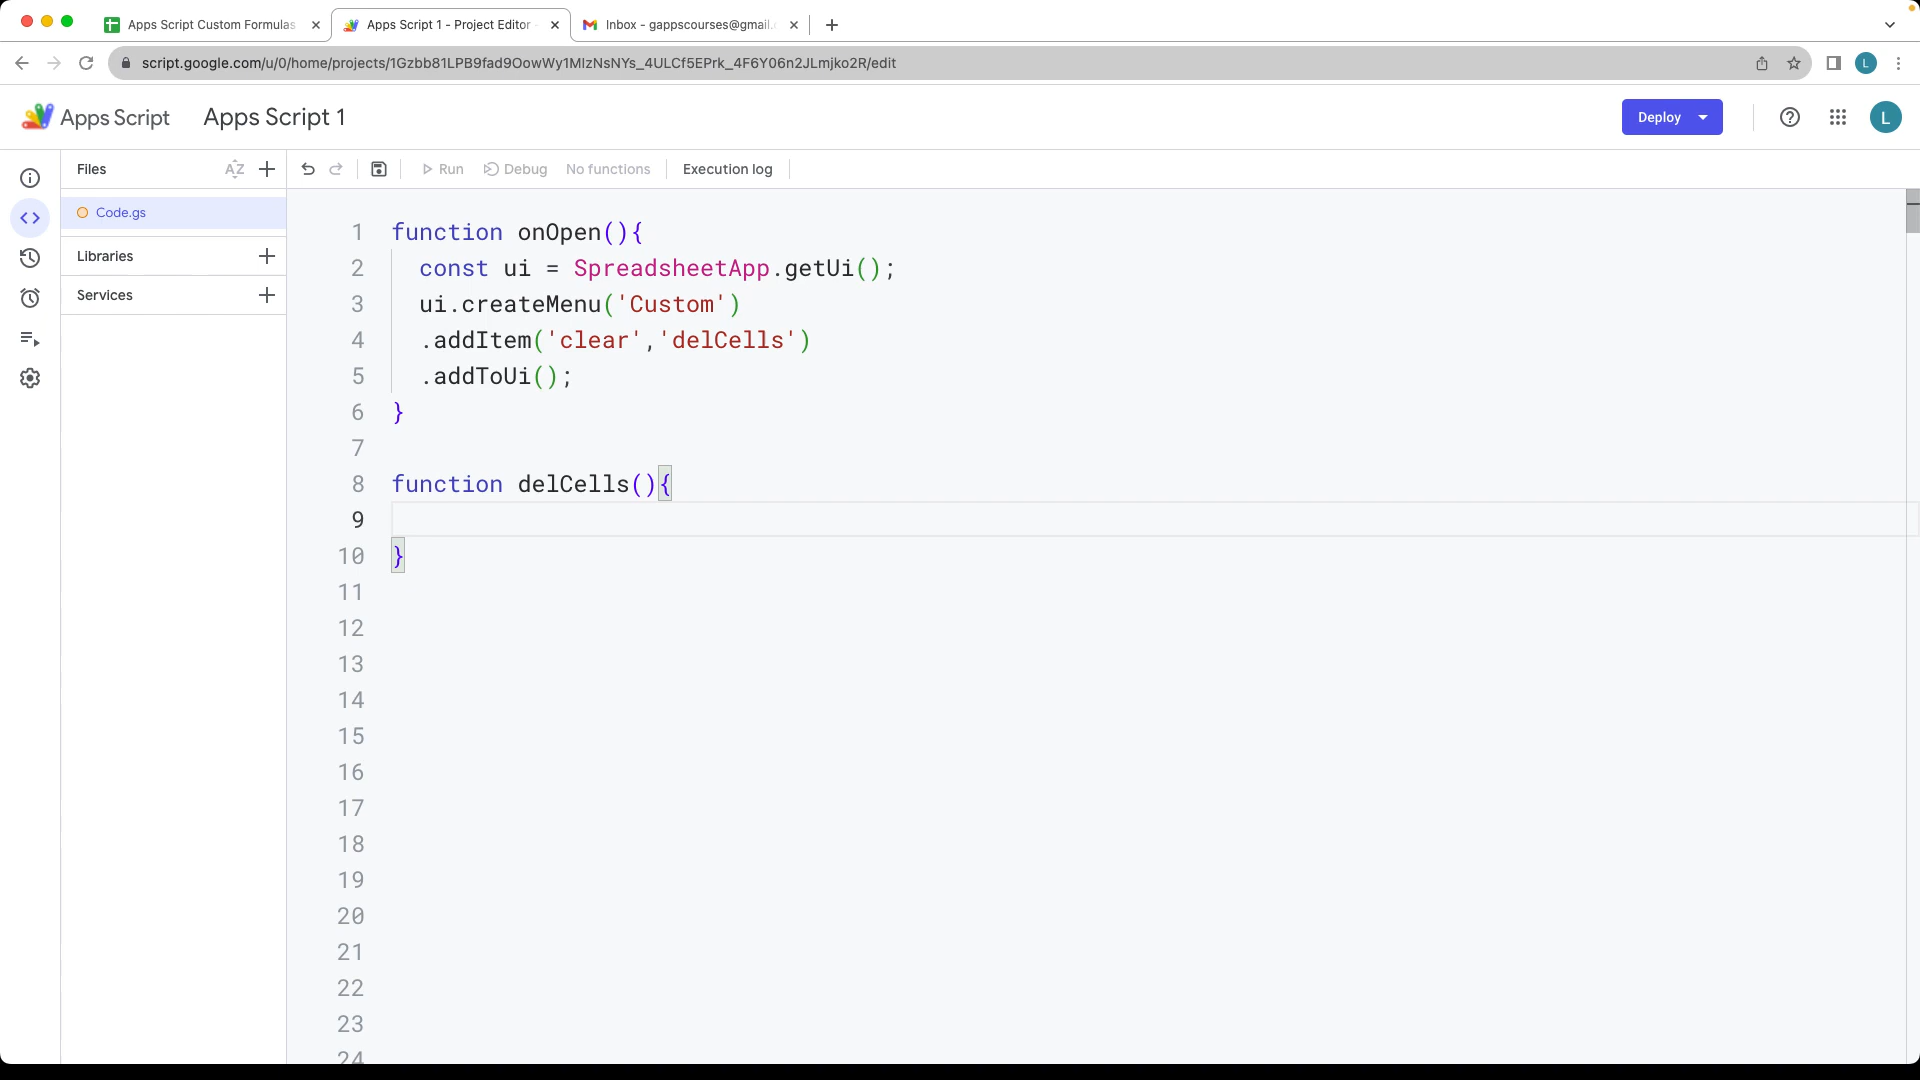 Apps Script Custom Formulas
Apps Script 1 - Project Editor -
Inbox - gappscourses@gmail.c
script.google.com/u/0/home/projects/1Gzbb81LPB9fad9OowWy1MIzNsNYs_4ULCf5EPrk_4F6Y06n2JLmjko2R/edit
L
Apps Script
Apps Script 1
Deploy
L
Files
AZ
Run
Debug
No functions
Execution log
Code.gs
Libraries
Services
1 function onOpen(){
2 const ui = SpreadsheetApp.getUi();
3 ui.createMenu('Custom')
4 .addItem('clear','delCells')
5 .addToUi();
6 }
7
8 function delCells(){
9
10 }
11
12
13
14
15
16
17
18
19
20
21
22
23
24